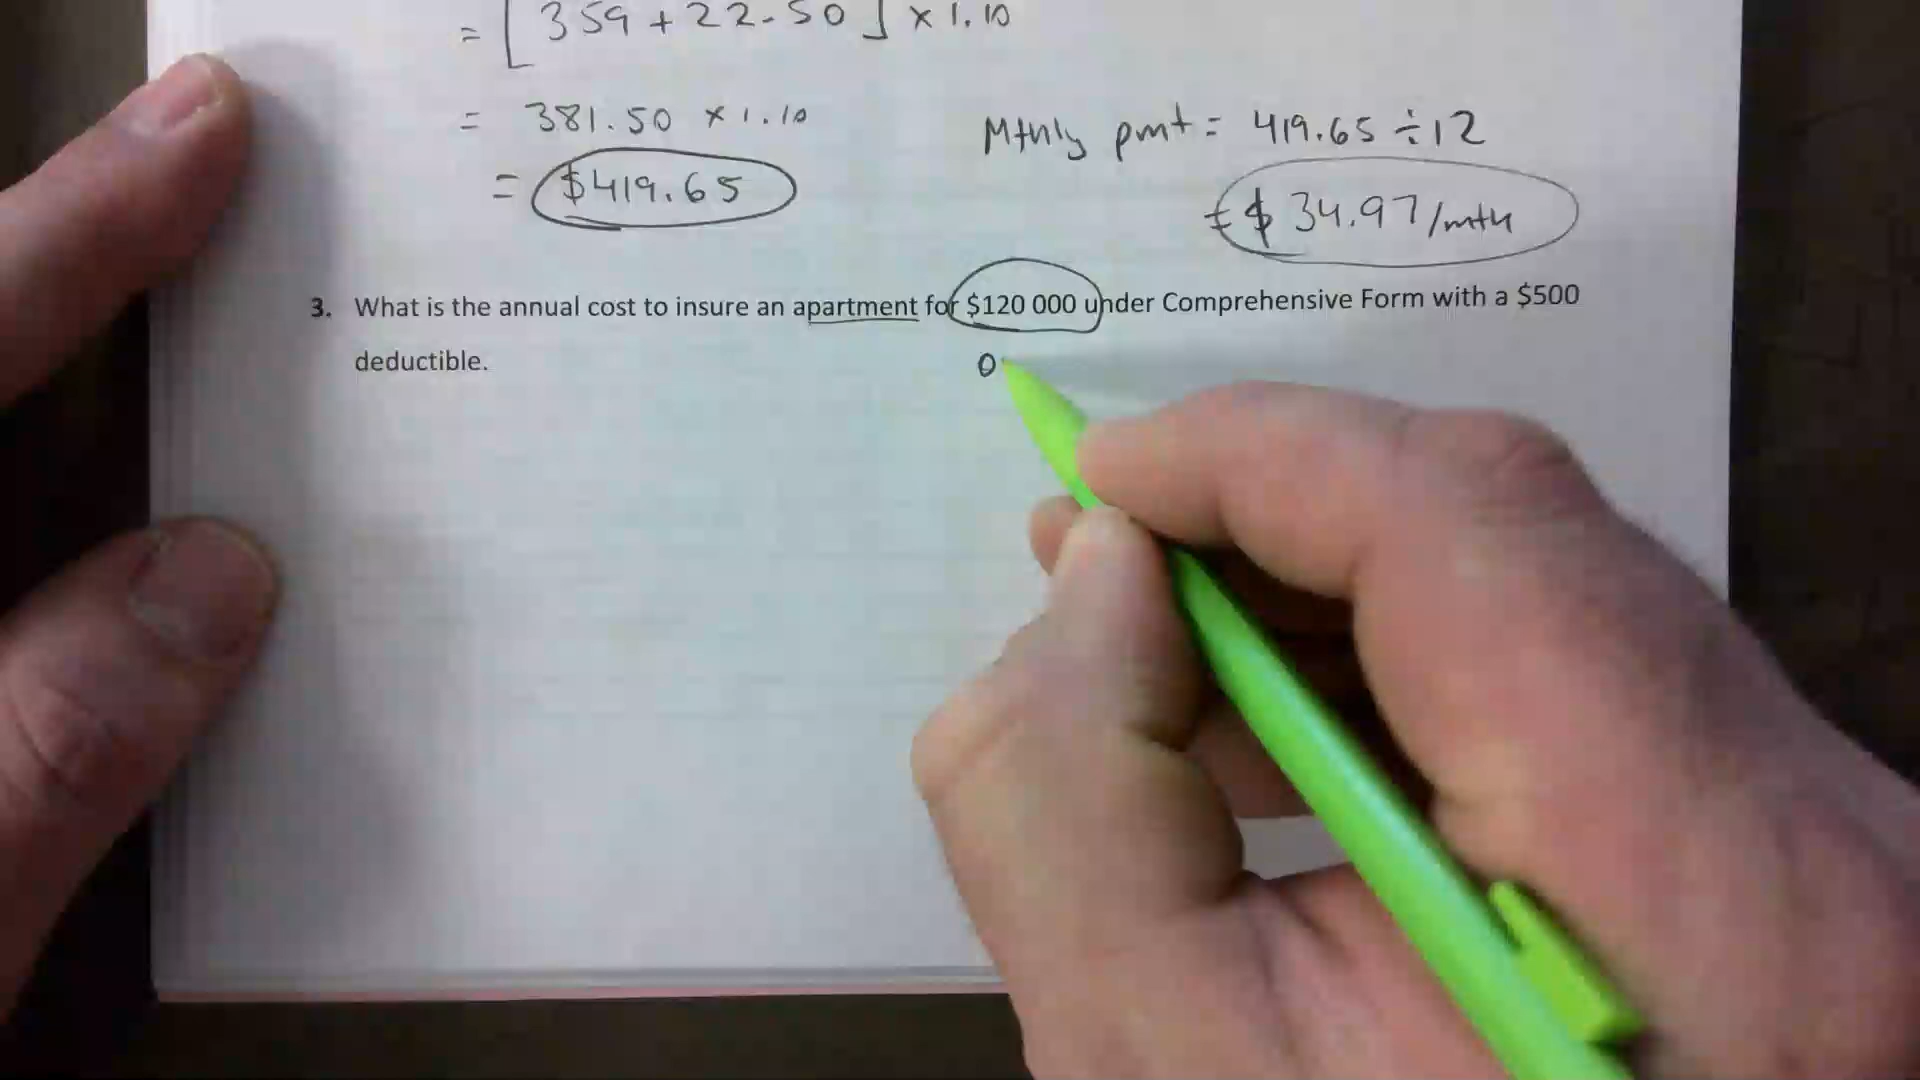 = [359 + 22.50] × 1.10
= 381.50 × 1.10
= $419.65
Mthly pmt = 419.65 ÷ 12
= $34.97/mth
3. What is the annual cost to insure an apartment for $120 000 under Comprehensive Form with a $500
deductible.
0